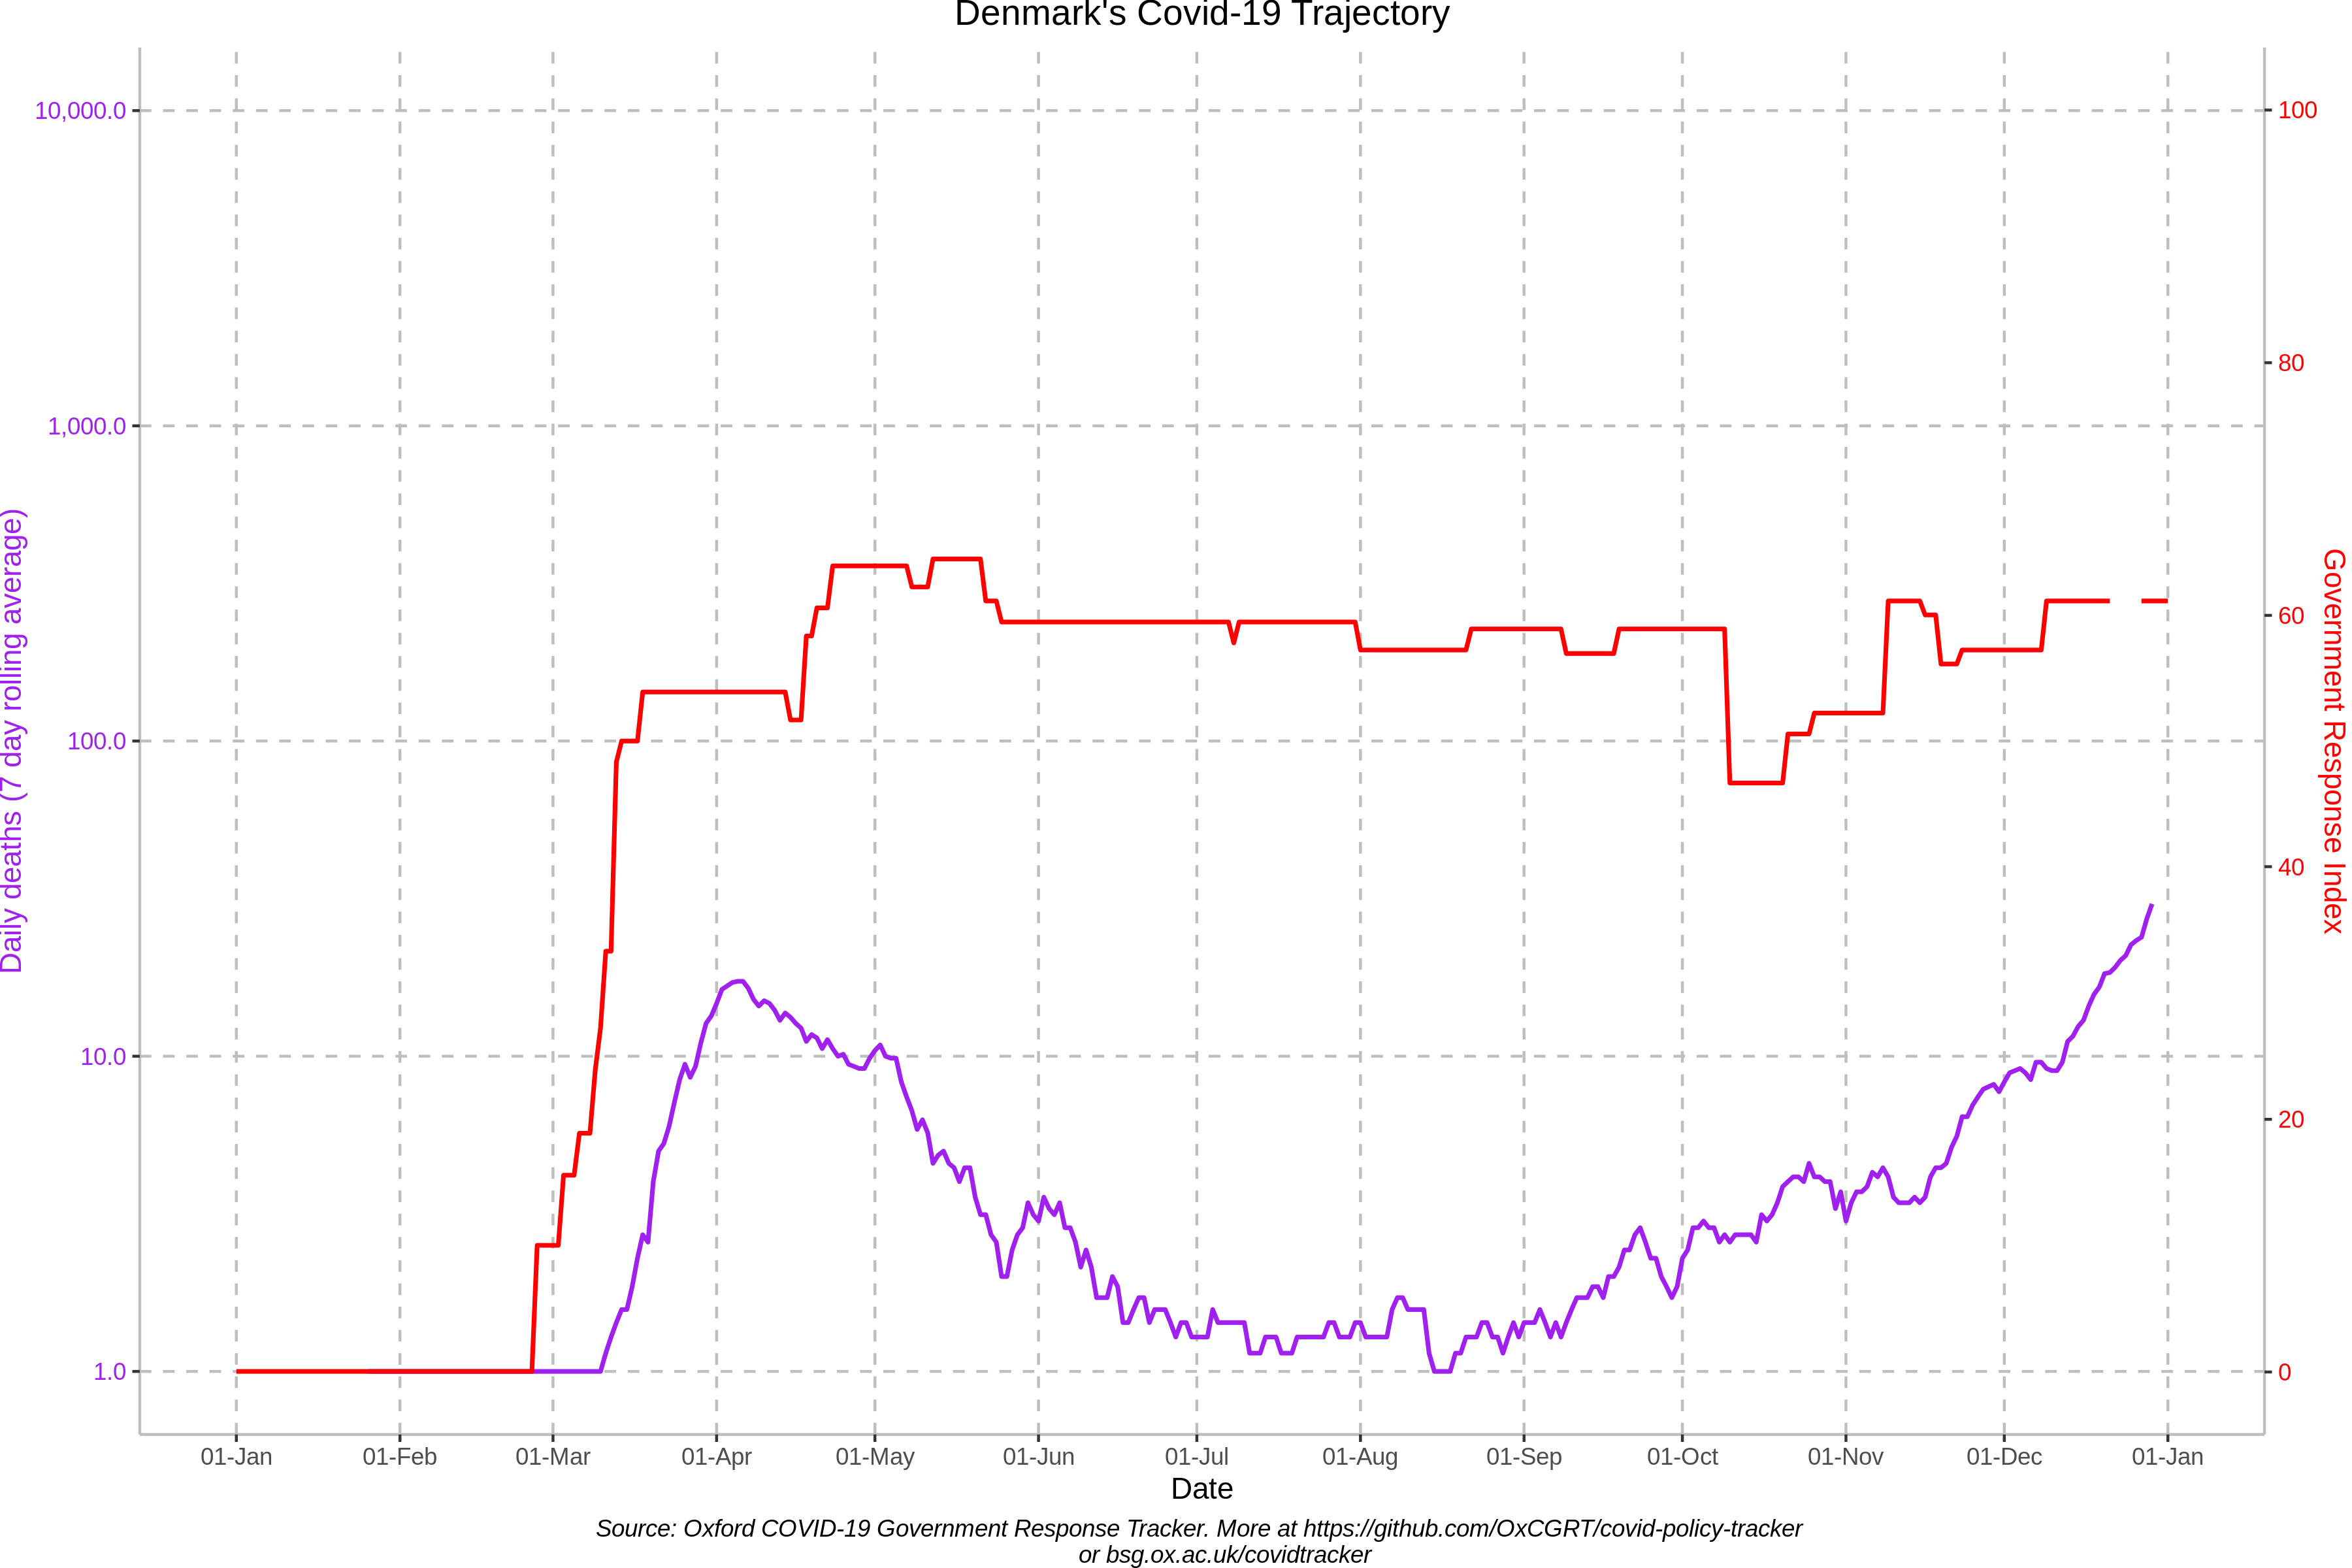 Denmark's Covid-19 Trajectory
10,000.0
1,000.0
100.0
10.0
1.0
Daily deaths (7 day rolling average)
100
80
60
40
20
0
Government Response Index
01-Jan 01-Feb 01-Mar 01-Apr 01-May 01-Jun 01-Jul 01-Aug 01-Sep 01-Oct 01-Nov 01-Dec 01-Jan
Date
Source: Oxford COVID-19 Government Response Tracker. More at https://github.com/OxCGRT/covid-policy-tracker
or bsg.ox.ac.uk/covidtracker